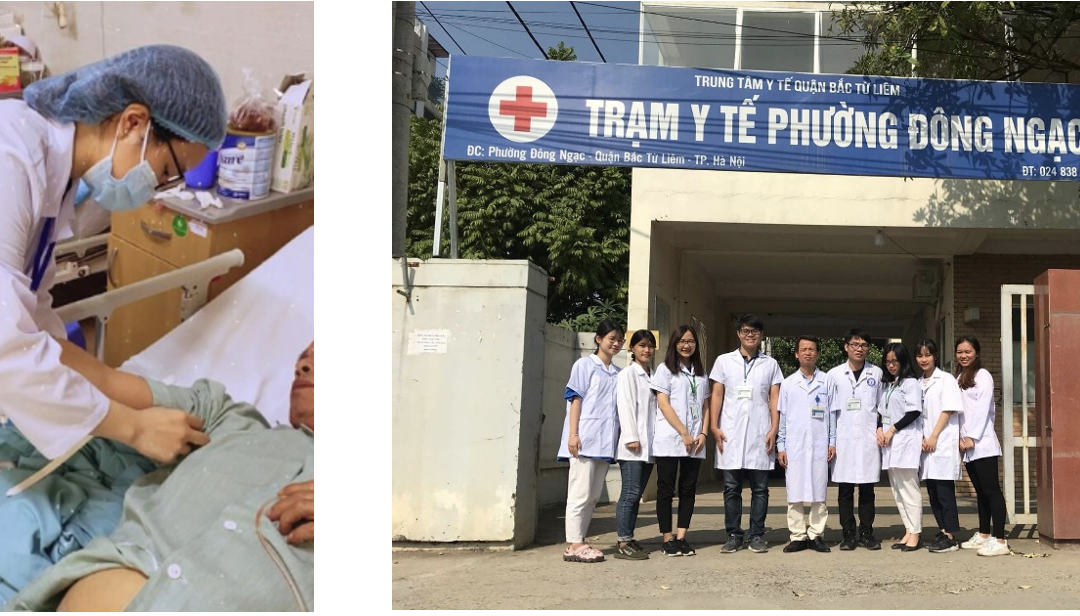 TRUNG TÂM Y TẾ QUẬN BẮC TỪ LIÊM
TRẠM Y TẾ PHƯỜNG ĐÔNG NGẠC
ĐC: Phường Đông Ngạc - Quận Bắc Từ Liêm - TP. Hà Nội
ĐT: 024 838